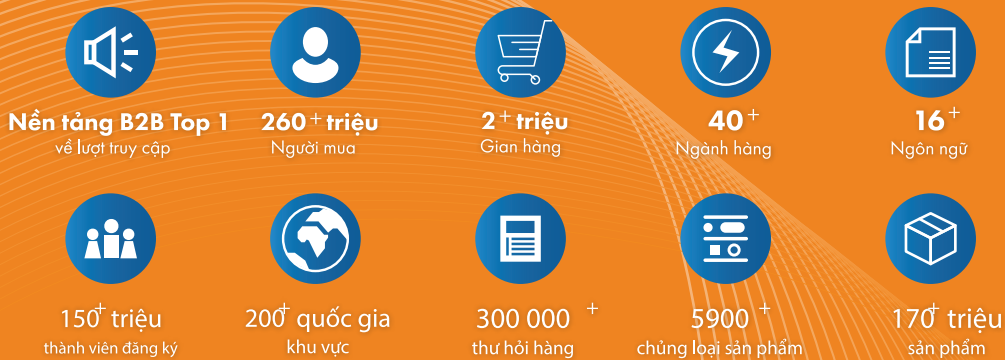 Nền tảng B2B Top 1
về lượt truy cập
260+ triệu
Người mua
2+ triệu
Gian hàng
40+
Ngành hàng
16+
Ngôn ngữ
150+ triệu
thành viên đăng ký
200+ quốc gia
khu vực
300 000 +
thư hỏi hàng
5900 +
chủng loại sản phẩm
170+ triệu
sản phẩm